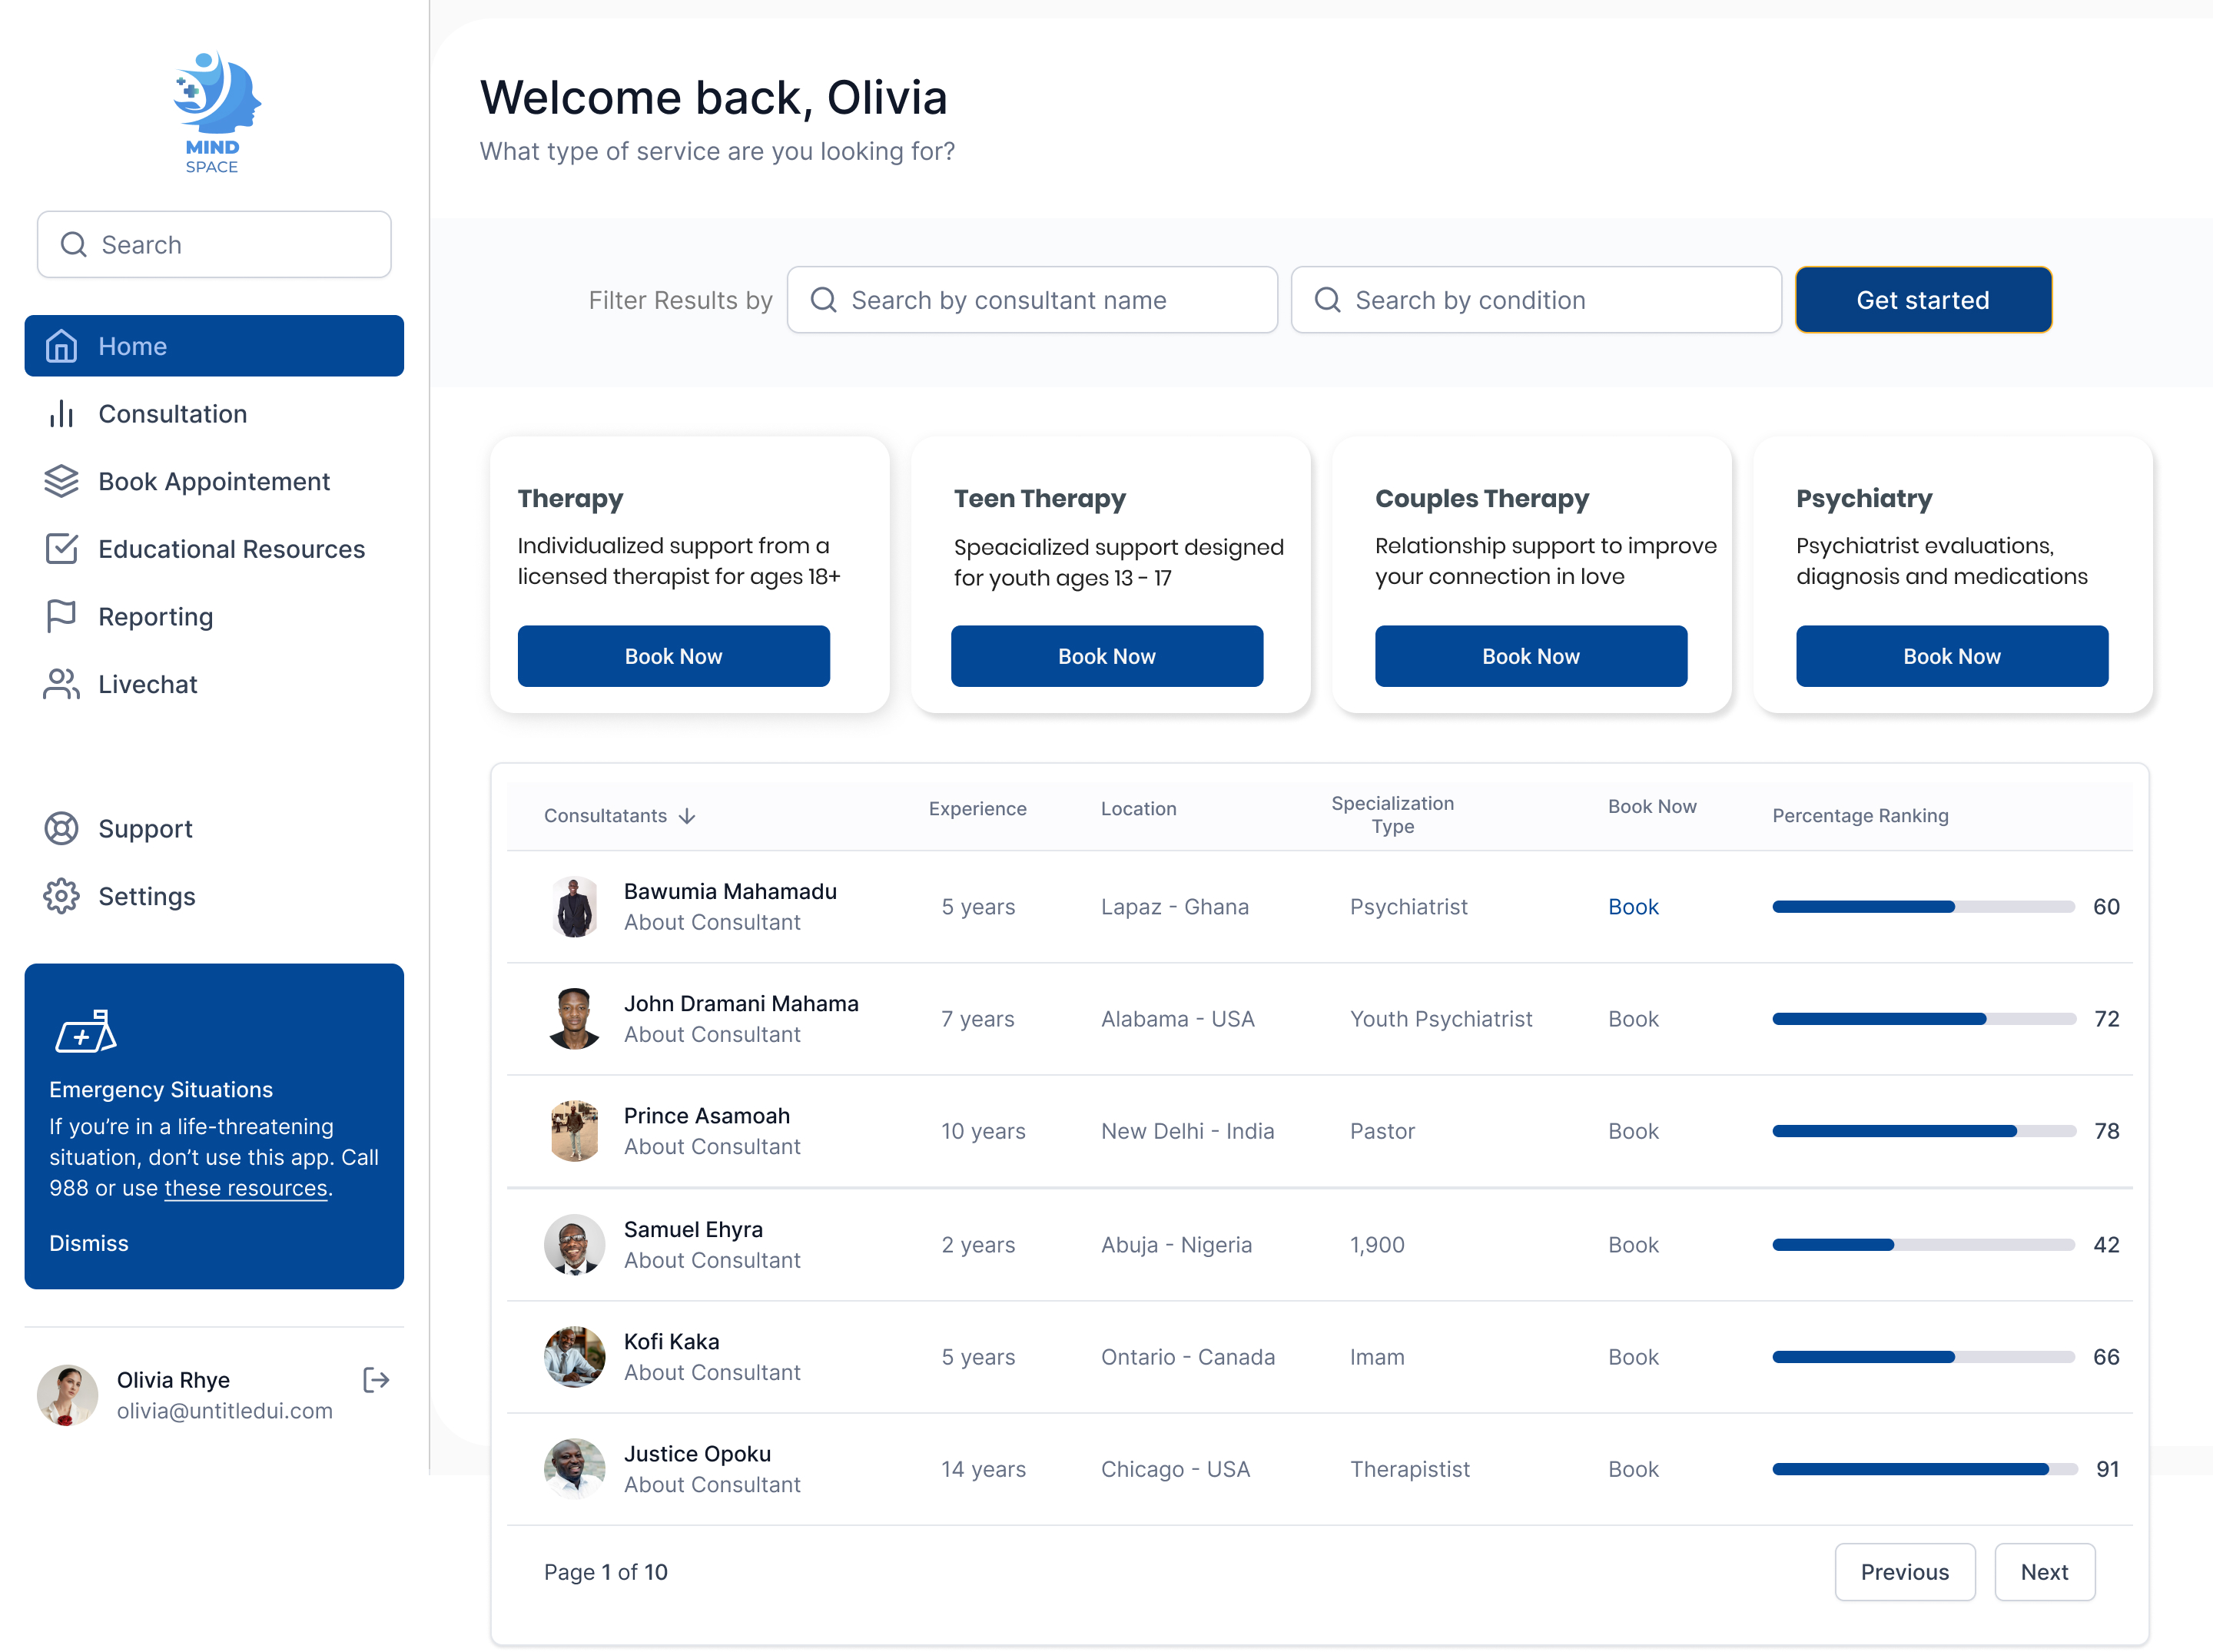 MIND
SPACE
Search
Home
Consultation
Book Appointement
Educational Resources
Reporting
Livechat
Support
Settings
Emergency Situations
If you’re in a life-threatening
situation, don’t use this app. Call
988 or use these resources.
Dismiss
Olivia Rhye
olivia@untitledui.com
Welcome back, Olivia
What type of service are you looking for?
Filter Results by
Search by consultant name
Search by condition
Get started
Therapy
Individualized support from a
licensed therapist for ages 18+
Book Now
Teen Therapy
Speacialized support designed
for youth ages 13 - 17
Book Now
Couples Therapy
Relationship support to improve
your connection in love
Book Now
Psychiatry
Psychiatrist evaluations,
diagnosis and medications
Book Now
Consultatants Experience Location Specialization Type Book Now Percentage Ranking
Bawumia Mahamadu
About Consultant
5 years Lapaz - Ghana Psychiatrist Book 60
John Dramani Mahama
About Consultant
7 years Alabama - USA Youth Psychiatrist Book 72
Prince Asamoah
About Consultant
10 years New Delhi - India Pastor Book 78
Samuel Ehyra
About Consultant
2 years Abuja - Nigeria 1,900 Book 42
Kofi Kaka
About Consultant
5 years Ontario - Canada Imam Book 66
Justice Opoku
About Consultant
14 years Chicago - USA Therapistist Book 91
Page 1 of 10
Previous
Next